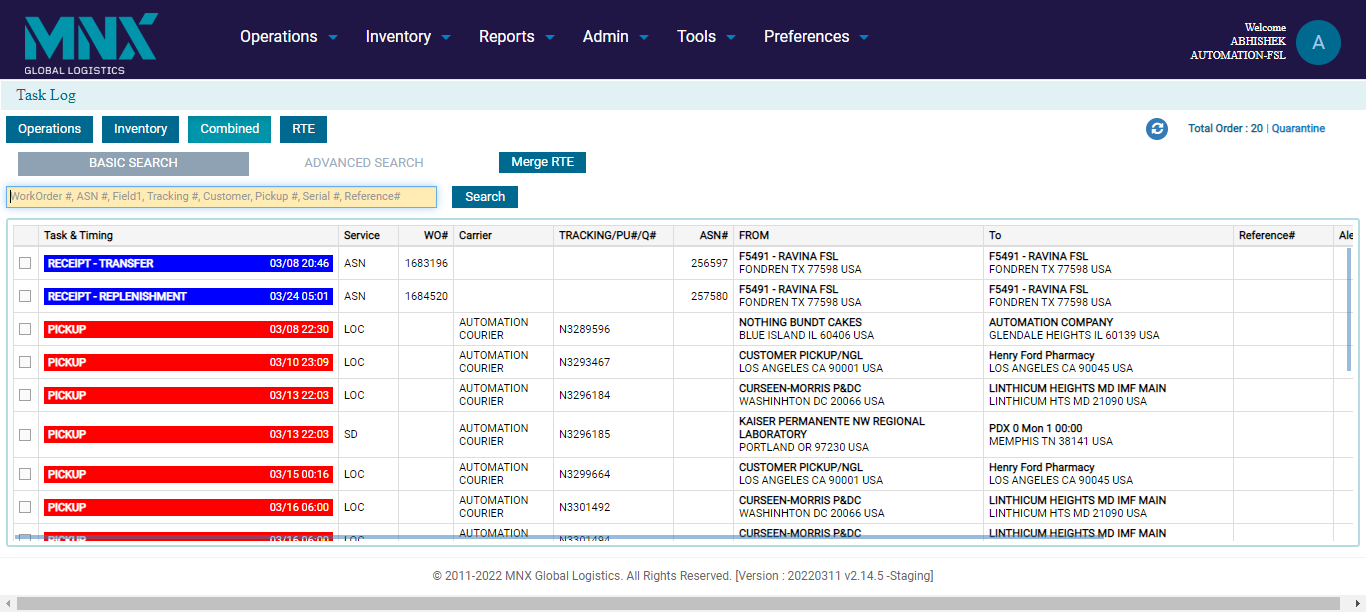 MNX
GLOBAL LOGISTICS
Operations Inventory Reports Admin Tools Preferences
Welcome
ABHISHEK
AUTOMATION-FSL
A
Task Log
Operations Inventory Combined RTE
Total Order : 20 | Quarantine
BASIC SEARCH ADVANCED SEARCH Merge RTE
WorkOrder #, ASN #, Field1, Tracking #, Customer, Pickup #, Serial #, Reference# Search
Task & Timing Service WO# Carrier TRACKING/PU#/Q# ASN# FROM To Reference# Ale
RECEIPT - TRANSFER 03/08 20:46 ASN 1683196 256597 F5491 - RAVINA FSL F5491 - RAVINA FSL
FONDREN TX 77598 USA FONDREN TX 77598 USA
RECEIPT - REPLENISHMENT 03/24 05:01 ASN 1684520 257580 F5491 - RAVINA FSL F5491 - RAVINA FSL
FONDREN TX 77598 USA FONDREN TX 77598 USA
PICKUP 03/08 22:30 LOC AUTOMATION N3289596 NOTHING BUNDT CAKES AUTOMATION COMPANY
COURIER BLUE ISLAND IL 60406 USA GLENDALE HEIGHTS IL 60139 USA
PICKUP 03/10 23:09 LOC AUTOMATION N3293467 CUSTOMER PICKUP/NGL Henry Ford Pharmacy
COURIER LOS ANGELES CA 90001 USA LOS ANGELES CA 90045 USA
PICKUP 03/13 22:03 LOC AUTOMATION N3296184 CURSEEN-MORRIS P&DC LINTHICUM HEIGHTS MD IMF MAIN
COURIER WASHINHTON DC 20066 USA LINTHICUM HTS MD 21090 USA
PICKUP 03/13 22:03 SD AUTOMATION N3296185 KAISER PERMANENTE NW REGIONAL PDX 0 Mon 1 00:00
COURIER LABORATORY MEMPHIS TN 38141 USA
PORTLAND OR 97230 USA
PICKUP 03/15 00:16 LOC AUTOMATION N3299664 CUSTOMER PICKUP/NGL Henry Ford Pharmacy
COURIER LOS ANGELES CA 90001 USA LOS ANGELES CA 90045 USA
PICKUP 03/16 06:00 LOC AUTOMATION N3301492 CURSEEN-MORRIS P&DC LINTHICUM HEIGHTS MD IMF MAIN
COURIER WASHINHTON DC 20066 USA LINTHICUM HTS MD 21090 USA
PICKUP 03/16 06:00 LOC AUTOMATION N3301494 CURSEEN-MORRIS P&DC LINTHICUM HEIGHTS MD IMF MAIN
© 2011-2022 MNX Global Logistics. All Rights Reserved. [Version : 20220311 v2.14.5 -Staging]